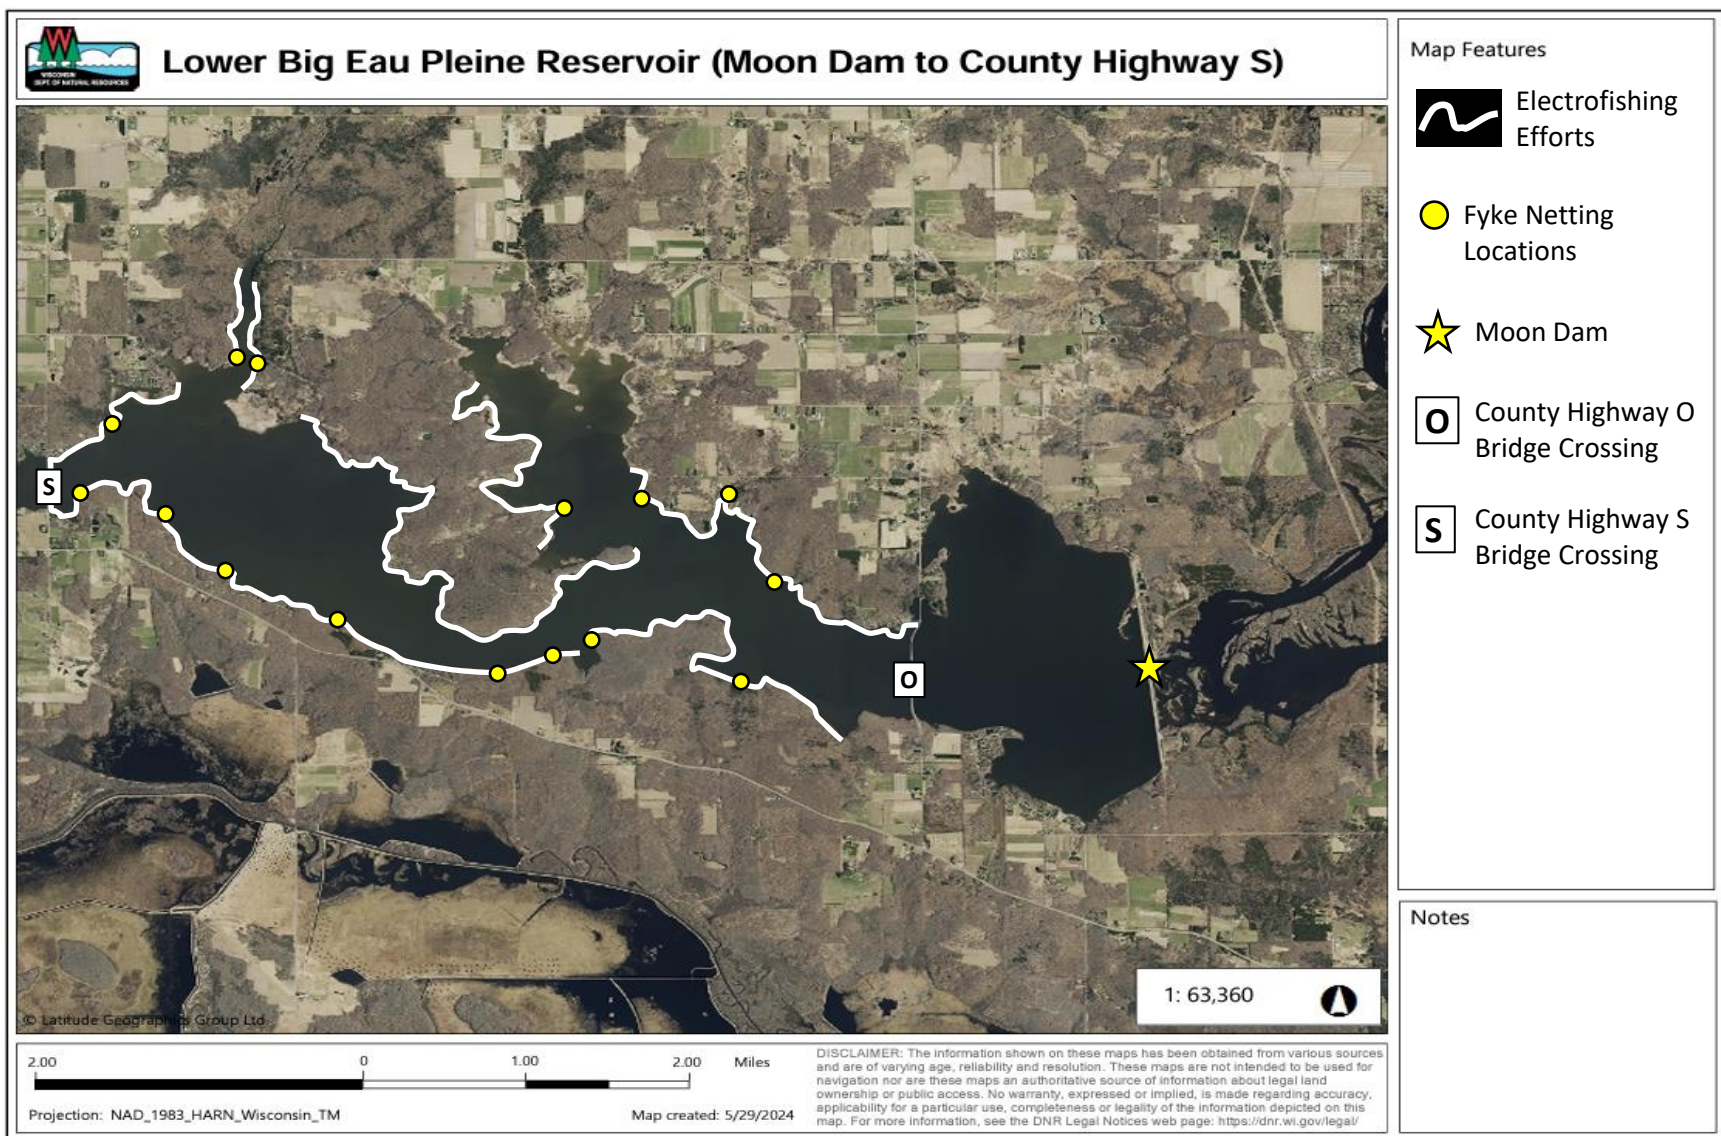 WISCONSIN
DEPT. OF NATURAL RESOURCES
Lower Big Eau Pleine Reservoir (Moon Dam to County Highway S)
S
O
© Latitude Geographics Group Ltd.
1: 63,360
2.00 0 1.00 2.00 Miles
Projection: NAD_1983_HARN_Wisconsin_TM
Map created: 5/29/2024
DISCLAIMER: The information shown on these maps has been obtained from various sources
and are of varying age, reliability and resolution. These maps are not intended to be used for
navigation nor are these maps an authoritative source of information about legal land
ownership or public access. No warranty, expressed or implied, is made regarding accuracy,
applicability for a particular use, completeness or legality of the information depicted on this
map. For more information, see the DNR Legal Notices web page: https://dnr.wi.gov/legal/
Map Features
Electrofishing
Efforts
Fyke Netting
Locations
Moon Dam
O
County Highway O
Bridge Crossing
S
County Highway S
Bridge Crossing
Notes